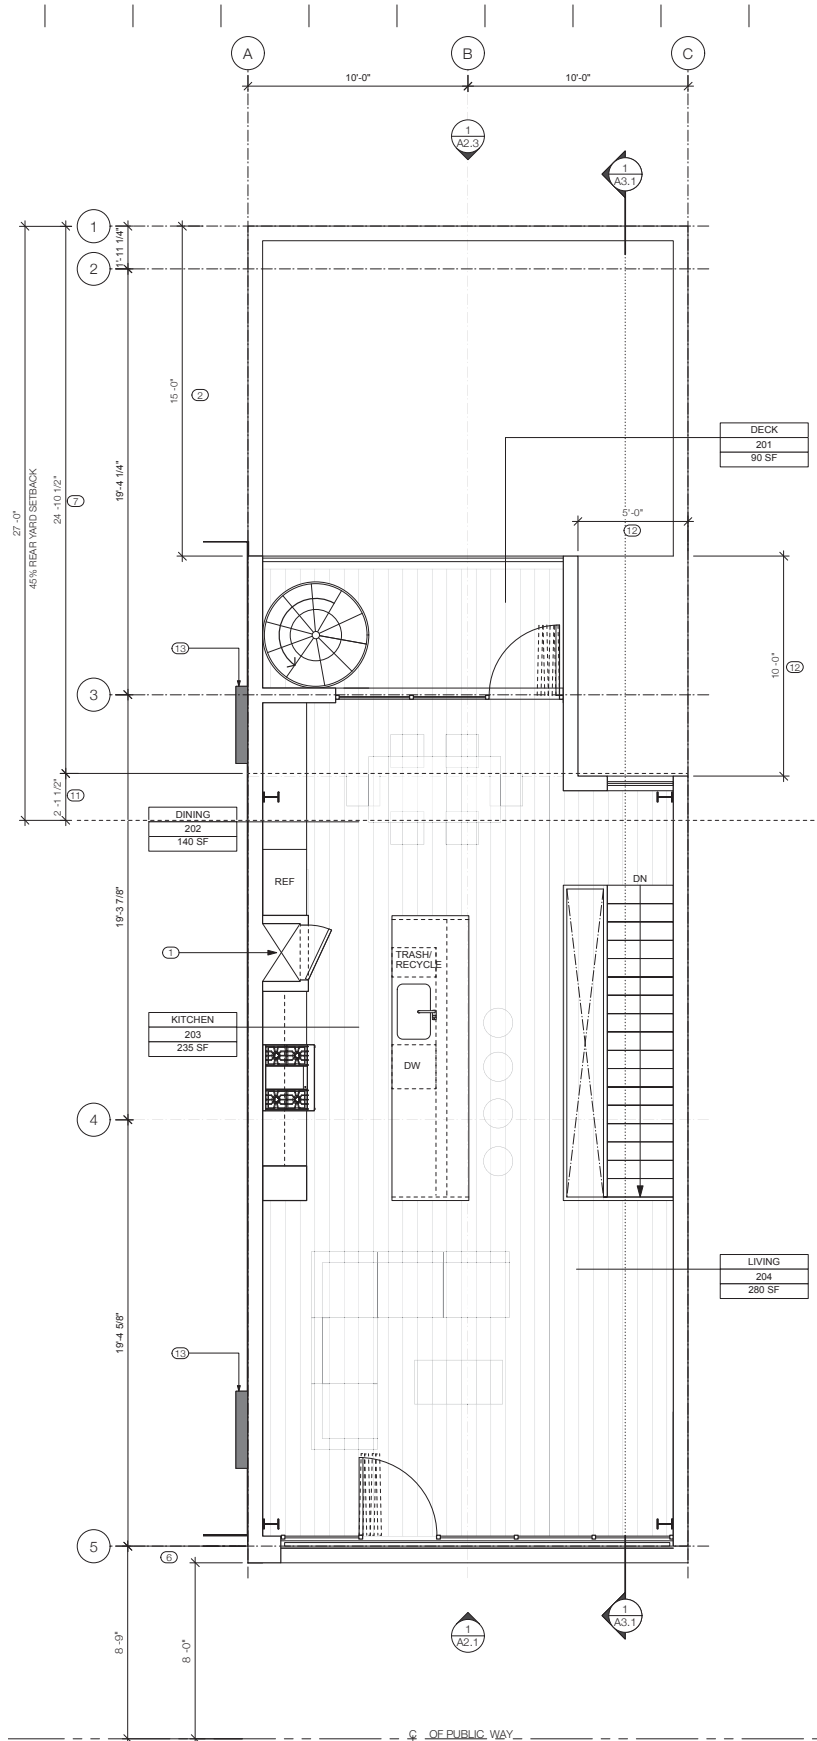 A
B
C
10'-0"
10'-0"
1
A2.3
1
A3.1
1
1'-11 1/4"
2
15 -0"
2
DECK
201
90 SF
19'-4 1/4"
24 -10 1/2"
7
27 -0"
45% REAR YARD SETBACK
5'-0"
12
13
10 -0"
12
3
2 -1 1/2"
11
DINING
202
140 SF
REF
DN
19'-3 7/8"
1
TRASH/
RECYCLE
KITCHEN
203
235 SF
DW
4
LIVING
204
280 SF
19'-4 5/8"
13
5
6
8 -9"
8 -0"
1
A2.1
1
A3.1
C OF PUBLIC WAY